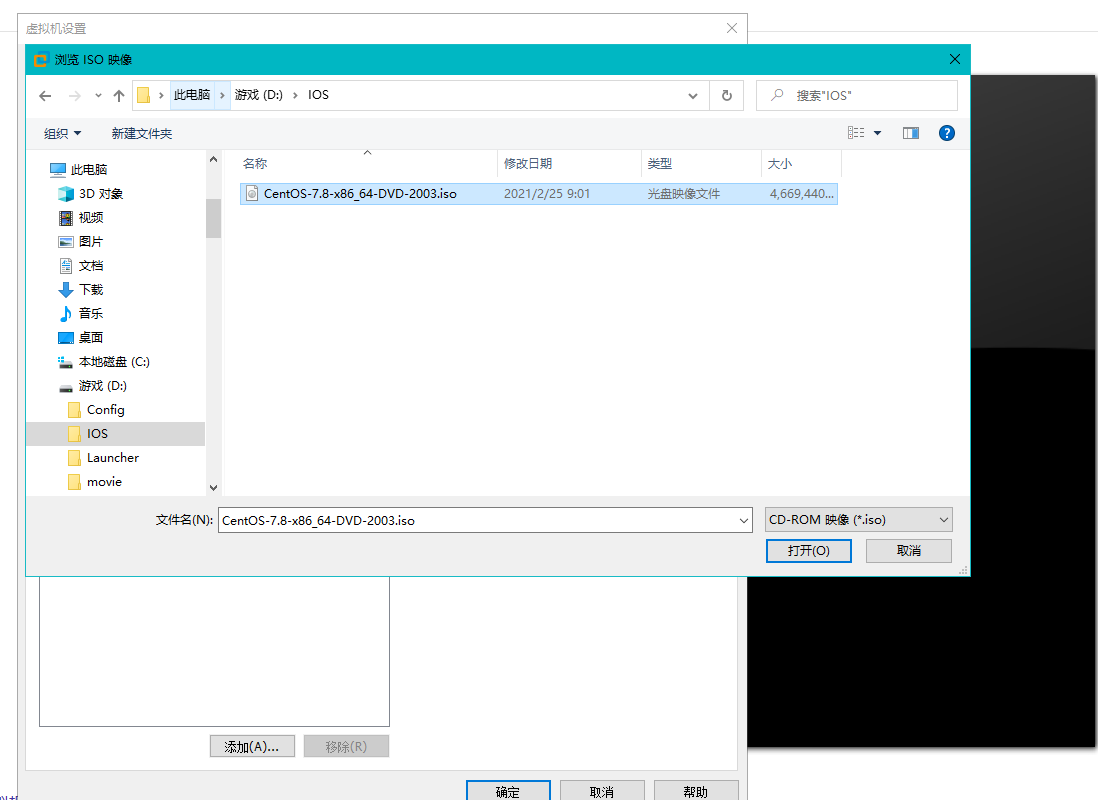 虚拟机设置
浏览 ISO 映像
此电脑 游戏 (D:) IOS
搜索"IOS"
组织 新建文件夹
名称 修改日期 类型 大小
CentOS-7.8-x86_64-DVD-2003.iso 2021/2/25 9:01 光盘映像文件 4,669,440...
此电脑
3D 对象
视频
图片
文档
下载
音乐
桌面
本地磁盘 (C:)
游戏 (D:)
Config
IOS
Launcher
movie
文件名(N): CentOS-7.8-x86_64-DVD-2003.iso CD-ROM 映像 (*.iso)
打开(O) 取消
添加(A)... 移除(R)
确定 取消 帮助